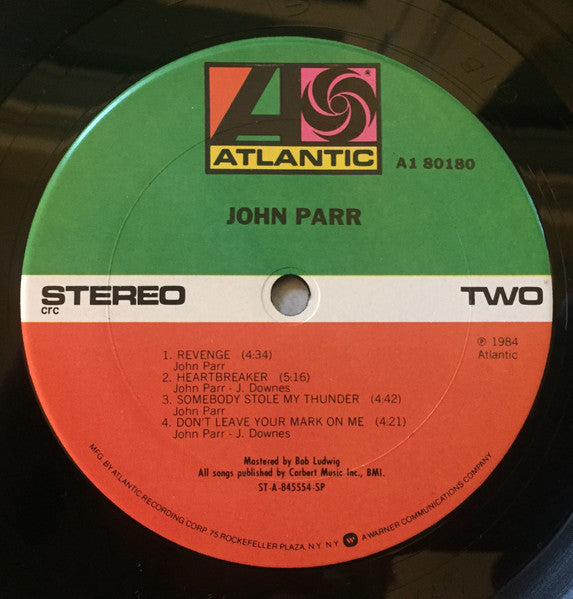 ATLANTIC
A1 80180
JOHN PARR
STEREO
TWO
crc
℗ 1984
Atlantic
1. REVENGE (4:34)
John Parr
2. HEARTBREAKER (5:16)
John Parr - J. Downes
3. SOMEBODY STOLE MY THUNDER (4:42)
John Parr
4. DON'T LEAVE YOUR MARK ON ME (4:21)
John Parr - J. Downes
Mastered by Bob Ludwig
All songs published by Carbert Music Inc., BMI.
ST-A-845554-SP
MFG. BY ATLANTIC RECORDING CORP. 75 ROCKEFELLER PLAZA, N.Y. N.Y. A WARNER COMMUNICATIONS COMPANY